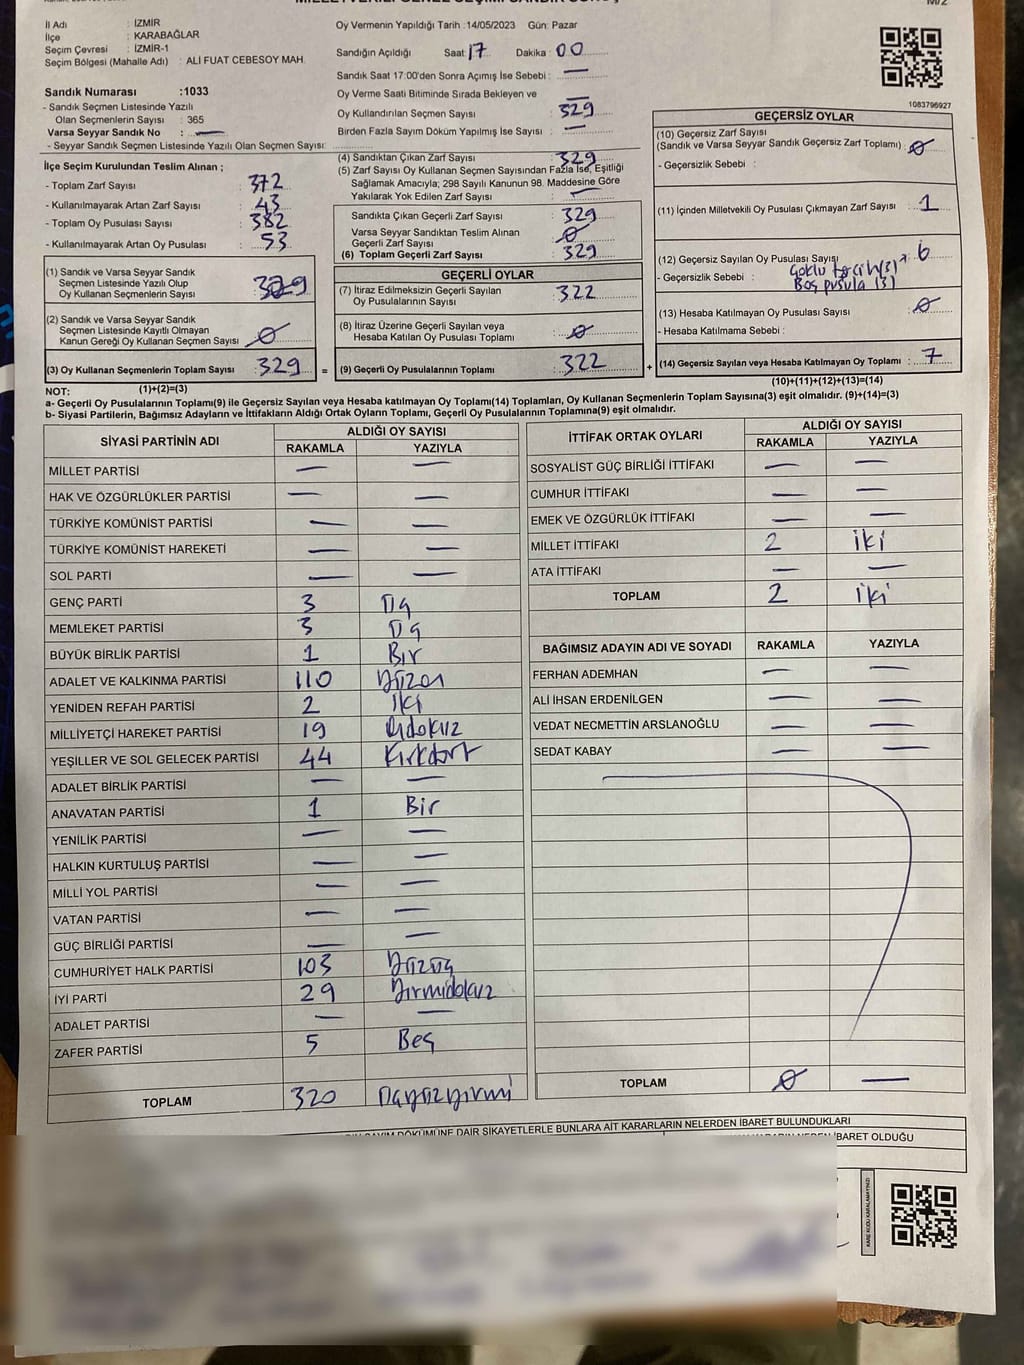 M/2
İl Adı : İZMİR
İlçe : KARABAĞLAR
Seçim Çevresi : İZMİR-1
Seçim Bölgesi (Mahalle Adı) : ALİ FUAT CEBESOY MAH.
Sandık Numarası :1033
- Sandık Seçmen Listesinde Yazılı
Olan Seçmenlerin Sayısı : 365
Varsa Seyyar Sandık No : —
- Seyyar Sandık Seçmen Listesinde Yazılı Olan Seçmen Sayısı:
Oy Vermenin Yapıldığı Tarih :14/05/2023 Gün: Pazar
Sandığın Açıldığı Saat: 17 Dakika : 00
Sandık Saat 17:00'den Sonra Açımış İse Sebebi : —
Oy Verme Saati Bitiminde Sırada Bekleyen ve
Oy Kullandırılan Seçmen Sayısı : 329
Birden Fazla Sayım Döküm Yapılmış İse Sayısı : —
1083796927
İlçe Seçim Kurulundan Teslim Alınan ;
- Toplam Zarf Sayısı : 372
- Kullanılmayarak Artan Zarf Sayısı : 43
- Toplam Oy Pusulası Sayısı : 382
- Kullanılmayarak Artan Oy Pusulası : 53
(4) Sandıktan Çıkan Zarf Sayısı : 329
(5) Zarf Sayısı Oy Kullanan Seçmen Sayısından Fazla İse, Eşitliği
Sağlamak Amacıyla; 298 Sayılı Kanunun 98. Maddesine Göre
Yakılarak Yok Edilen Zarf Sayısı : —
Sandıkta Çıkan Geçerli Zarf Sayısı : 329
Varsa Seyyar Sandıktan Teslim Alınan
Geçerli Zarf Sayısı : 0
(6) Toplam Geçerli Zarf Sayısı : 329
GEÇERSİZ OYLAR
(10) Geçersiz Zarf Sayısı
(Sandık ve Varsa Seyyar Sandık Geçersiz Zarf Toplamı) : 0
- Geçersizlik Sebebi :
(11) İçinden Milletvekili Oy Pusulası Çıkmayan Zarf Sayısı : 1
(12) Geçersiz Sayılan Oy Pusulası Sayısı : 6
- Geçersizlik Sebebi : Çoklu tercih(3)
Boş pusula (3)
(13) Hesaba Katılmayan Oy Pusulası Sayısı : 0
- Hesaba Katılmama Sebebi :
(14) Geçersiz Sayılan veya Hesaba Katılmayan Oy Toplamı : 7
(10)+(11)+(12)+(13)=(14)
(1) Sandık ve Varsa Seyyar Sandık
Seçmen Listesinde Yazılı Olup
Oy Kullanan Seçmenlerin Sayısı : 329
(2) Sandık ve Varsa Seyyar Sandık
Seçmen Listesinde Kayıtlı Olmayan
Kanun Gereği Oy Kullanan Seçmen Sayısı : 0
(3) Oy Kullanan Seçmenlerin Toplam Sayısı : 329
(1)+(2)=(3)
GEÇERLİ OYLAR
(7) İtiraz Edilmeksizin Geçerli Sayılan
Oy Pusulalarının Sayısı : 322
(8) İtiraz Üzerine Geçerli Sayılan veya
Hesaba Katılan Oy Pusulası Toplamı : 0
= (9) Geçerli Oy Pusulalarının Toplamı : 322 +
NOT:
a- Geçerli Oy Pusulalarının Toplamı(9) ile Geçersiz Sayılan veya Hesaba katılmayan Oy Toplamı(14) Toplamları, Oy Kullanan Seçmenlerin Toplam Sayısına(3) eşit olmalıdır. (9)+(14)=(3)
b- Siyasi Partilerin, Bağımsız Adayların ve İttifakların Aldığı Ortak Oyların Toplamı, Geçerli Oy Pusulalarının Toplamına(9) eşit olmalıdır.
SİYASİ PARTİNİN ADI ALDIĞI OY SAYISI
RAKAMLA YAZIYLA
MİLLET PARTİSİ — —
HAK VE ÖZGÜRLÜKLER PARTİSİ — —
TÜRKİYE KOMÜNİST PARTİSİ — —
TÜRKİYE KOMÜNİST HAREKETİ — —
SOL PARTİ — —
GENÇ PARTİ 3 Üç
MEMLEKET PARTİSİ 3 Üç
BÜYÜK BİRLİK PARTİSİ 1 Bir
ADALET VE KALKINMA PARTİSİ 110 Yüzon
YENİDEN REFAH PARTİSİ 2 iki
MİLLİYETÇİ HAREKET PARTİSİ 19 Ondokuz
YEŞİLLER VE SOL GELECEK PARTİSİ 44 Kırkdört
ADALET BİRLİK PARTİSİ — —
ANAVATAN PARTİSİ 1 Bir
YENİLİK PARTİSİ — —
HALKIN KURTULUŞ PARTİSİ — —
MİLLİ YOL PARTİSİ — —
VATAN PARTİSİ — —
GÜÇ BİRLİĞİ PARTİSİ — —
CUMHURİYET HALK PARTİSİ 103 Yüzüç
İYİ PARTİ 29 Yirmidokuz
ADALET PARTİSİ — —
ZAFER PARTİSİ 5 Beş
TOPLAM 320 Üçyüzyirmi
İTTİFAK ORTAK OYLARI ALDIĞI OY SAYISI
RAKAMLA YAZIYLA
SOSYALİST GÜÇ BİRLİĞİ İTTİFAKI — —
CUMHUR İTTİFAKI — —
EMEK VE ÖZGÜRLÜK İTTİFAKI — —
MİLLET İTTİFAKI 2 iki
ATA İTTİFAKI — —
TOPLAM 2 iki
BAĞIMSIZ ADAYIN ADI VE SOYADI RAKAMLA YAZIYLA
FERHAN ADEMHAN — —
ALİ İHSAN ERDENİLGEN — —
VEDAT NECMETTİN ARSLANOĞLU — —
SEDAT KABAY — —
TOPLAM 0 —
SAYIM DÖKÜMÜNE DAİR ŞİKAYETLERLE BUNLARA AİT KARARLARIN NELERDEN İBARET BULUNDUKLARI
İBARET OLDUĞU